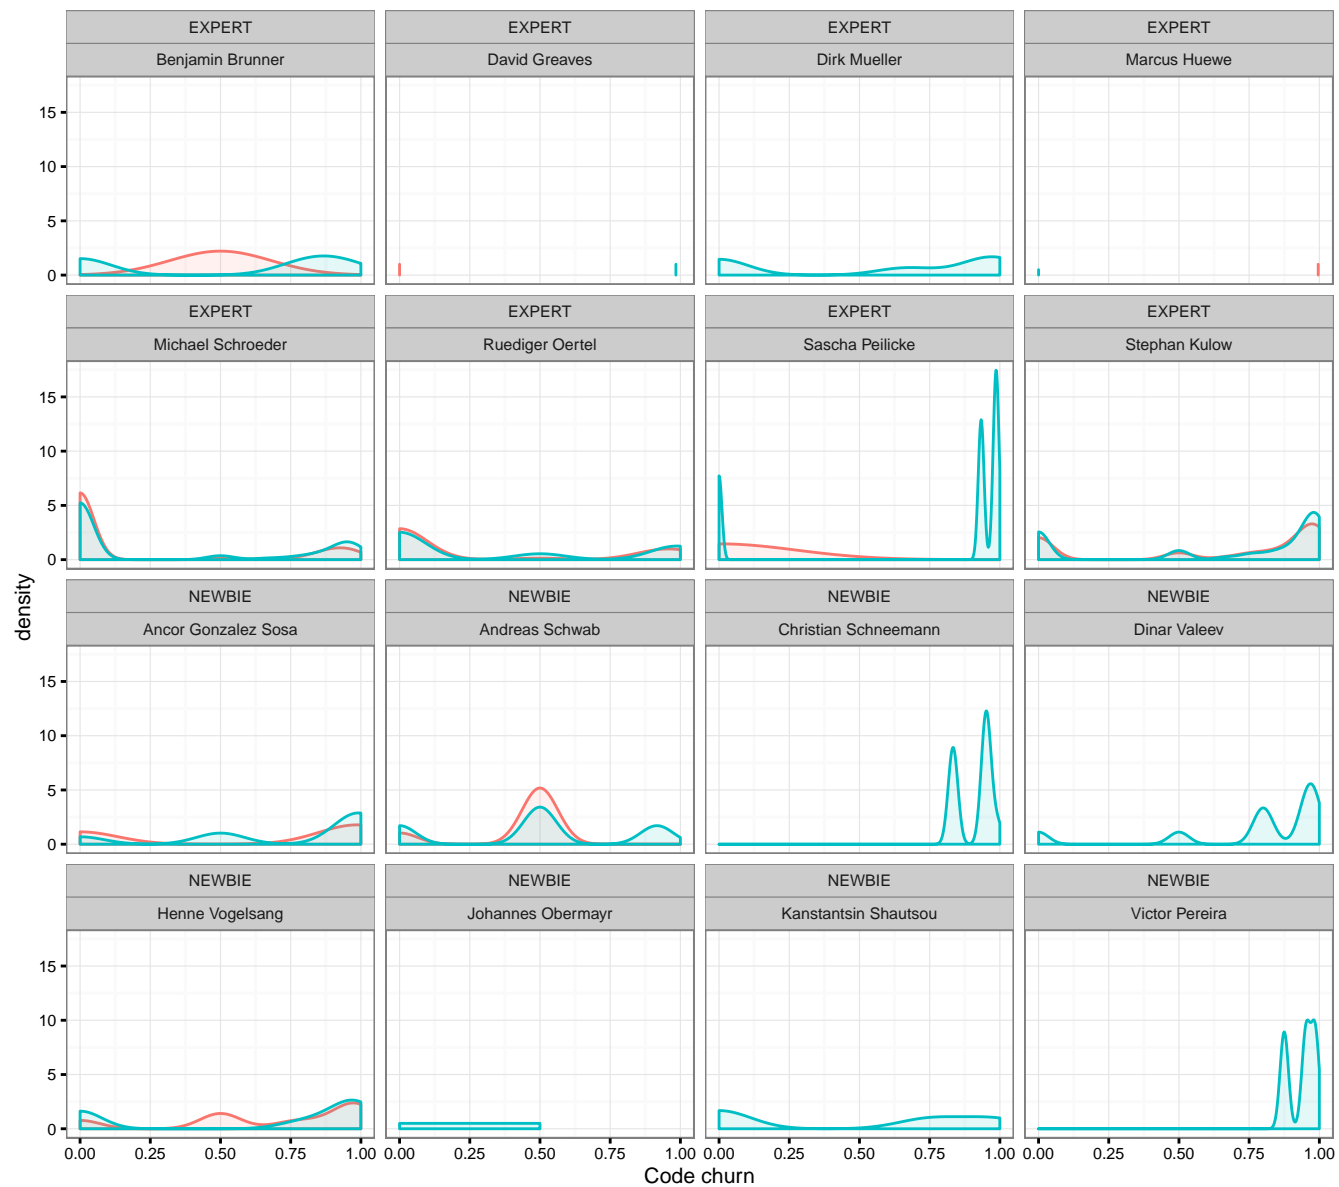 EXPERT EXPERT EXPERT EXPERT
Benjamin Brunner David Greaves Dirk Mueller Marcus Huewe
15
10
5
0
EXPERT EXPERT EXPERT EXPERT
Michael Schroeder Ruediger Oertel Sascha Peilicke Stephan Kulow
15
10
5
0
density
NEWBIE NEWBIE NEWBIE NEWBIE
Ancor Gonzalez Sosa Andreas Schwab Christian Schneemann Dinar Valeev
15
10
5
0
NEWBIE NEWBIE NEWBIE NEWBIE
Henne Vogelsang Johannes Obermayr Kanstantsin Shautsou Victor Pereira
15
10
5
0
0.00 0.25 0.50 0.75 1.00 0.00 0.25 0.50 0.75 1.00 0.00 0.25 0.50 0.75 1.00 0.00 0.25 0.50 0.75 1.00
Code churn